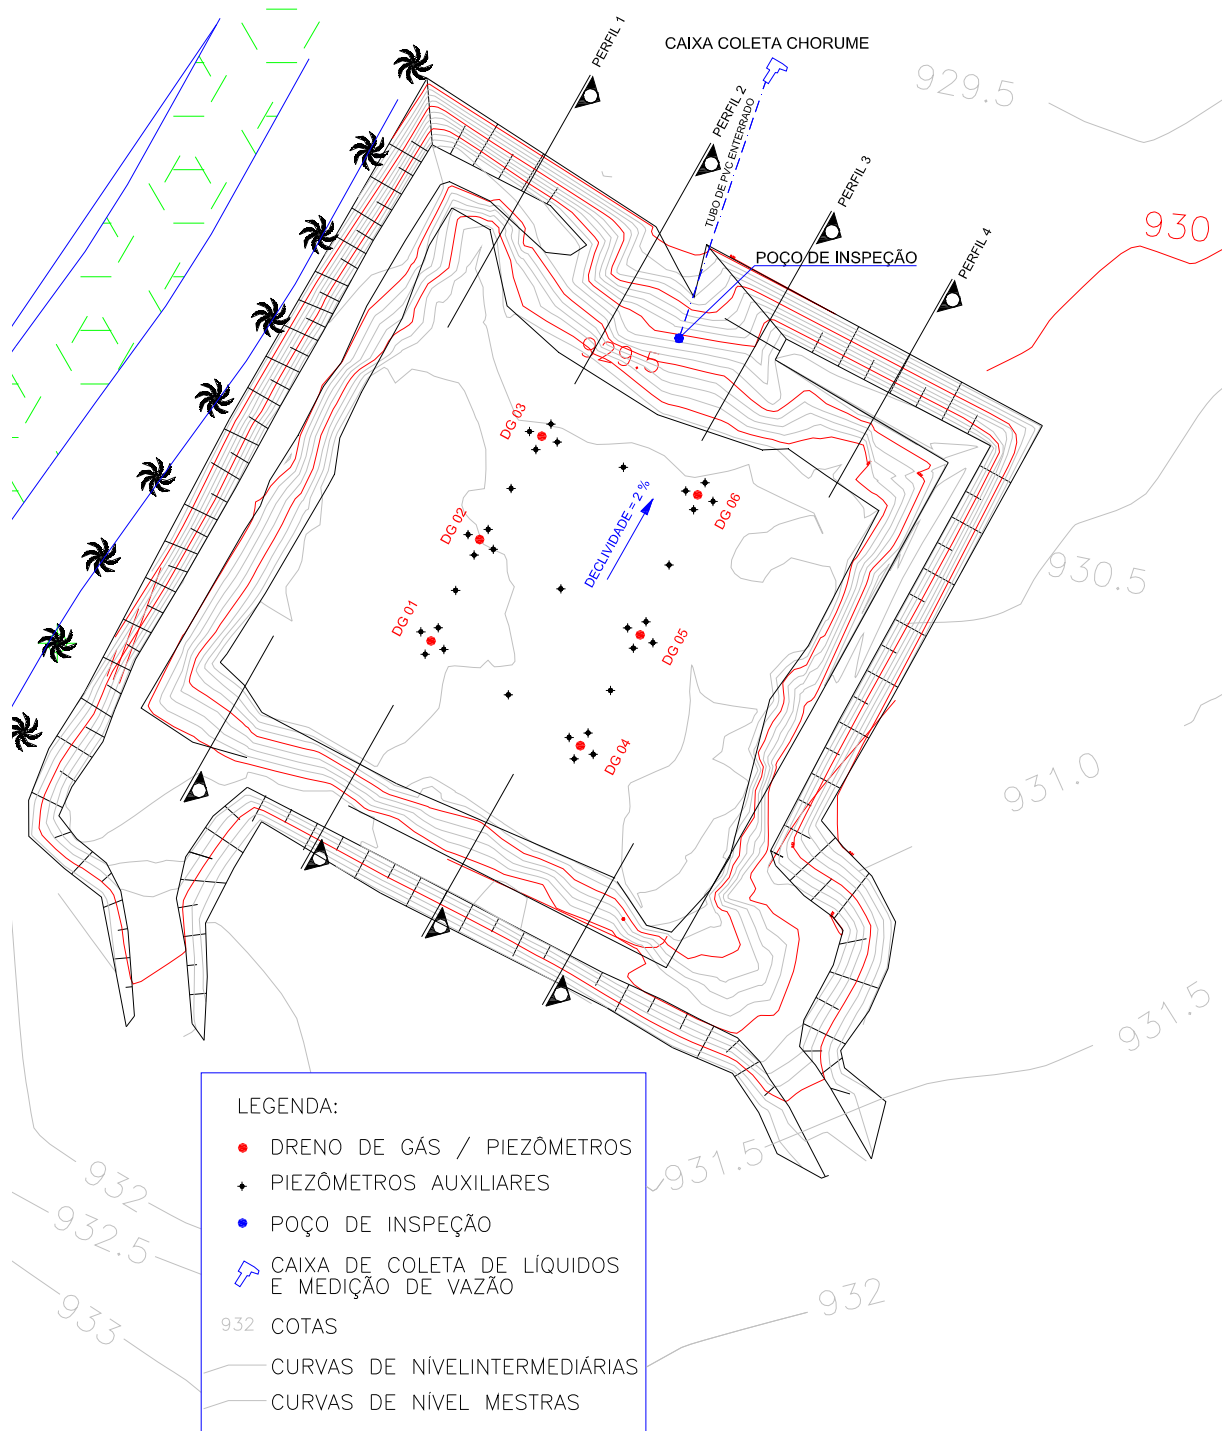 PERFIL 1
CAIXA COLETA CHORUME
929.5
PERFIL 2
TUBO DE PVC ENTERRADO
PERFIL 3
930
PERFIL 4
POÇO DE INSPEÇÃO
929.5
DG 03
DECLIVIDADE = 2 %
DG 06
DG 02
930.5
DG 01
DG 05
DG 04
931.0
931.5
931.5
932
932.5
933
932
LEGENDA:
DRENO DE GÁS / PIEZÔMETROS
PIEZÔMETROS AUXILIARES
POÇO DE INSPEÇÃO
CAIXA DE COLETA DE LÍQUIDOS
E MEDIÇÃO DE VAZÃO
932 COTAS
CURVAS DE NÍVELINTERMEDIÁRIAS
CURVAS DE NÍVEL MESTRAS